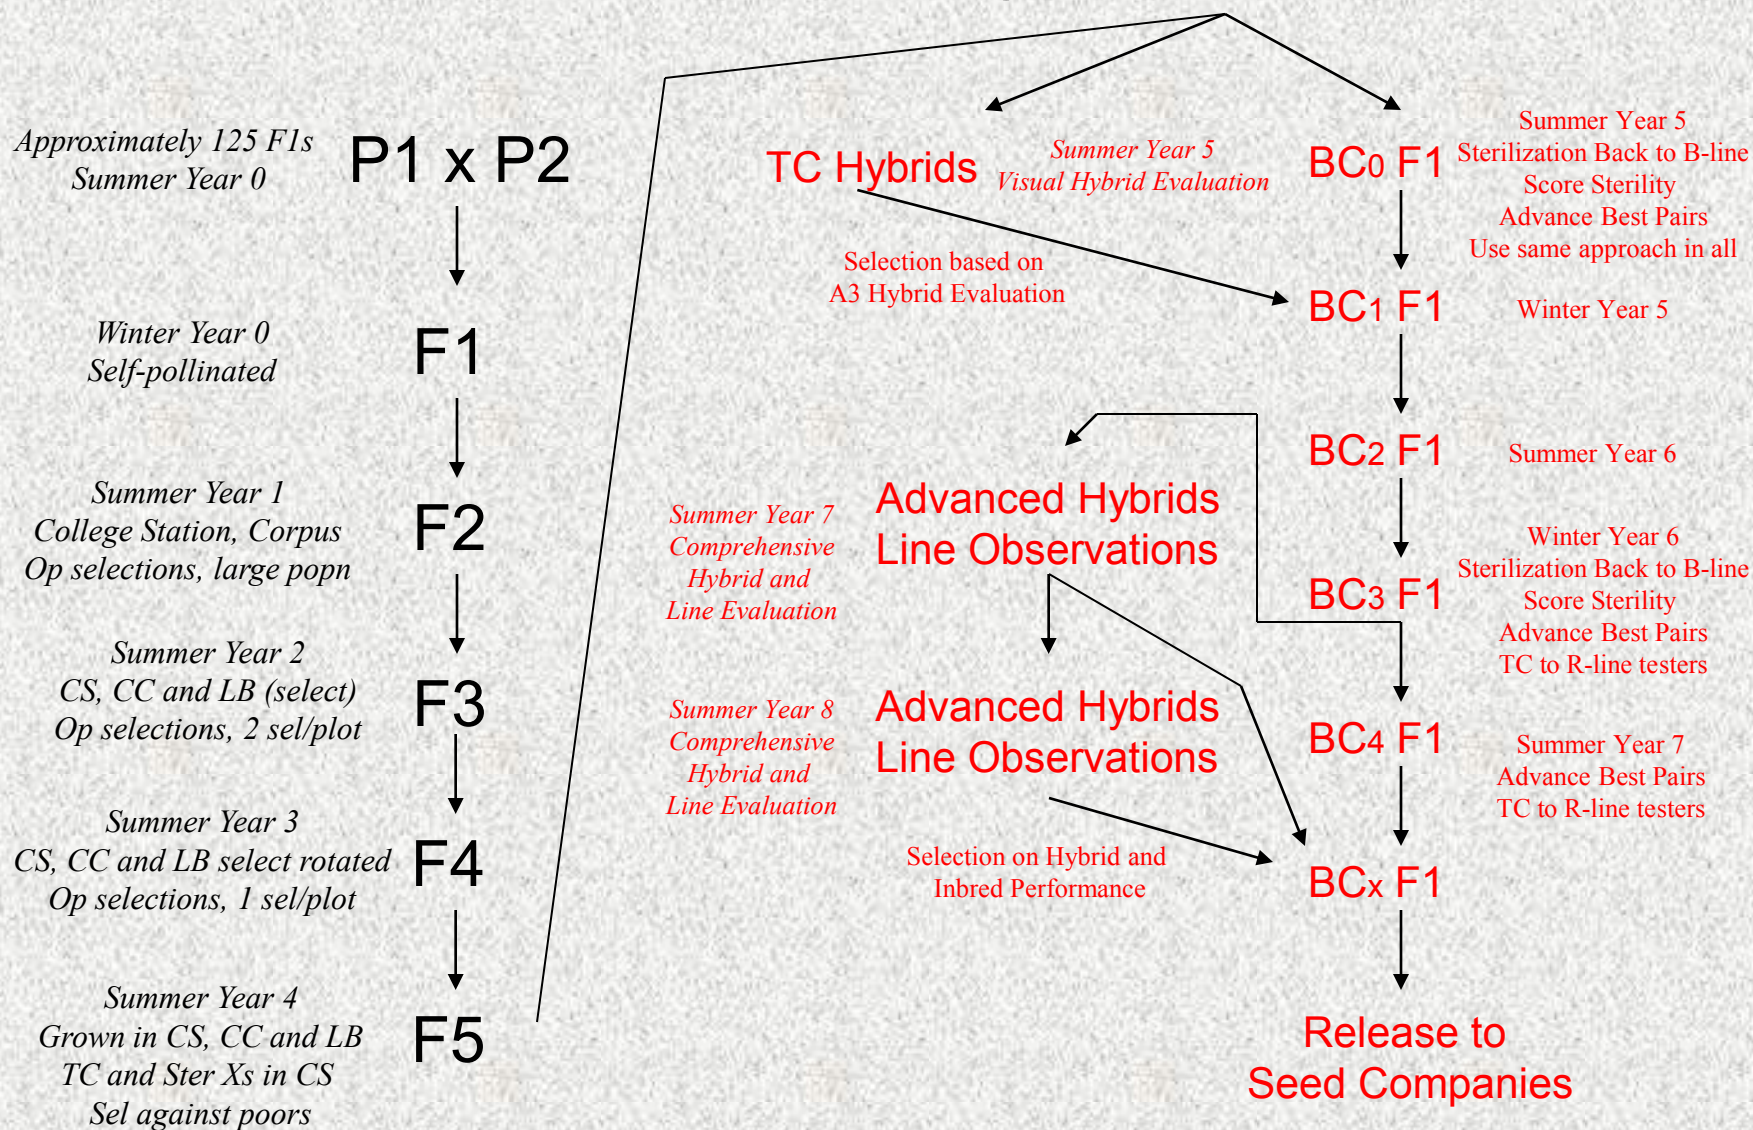 Approximately 125 F1s
Summer Year 0
P1 x P2
Winter Year 0
Self-pollinated
F1
Summer Year 1
College Station, Corpus
Op selections, large popn
F2
Summer Year 2
CS, CC and LB (select)
Op selections, 2 sel/plot
F3
Summer Year 3
CS, CC and LB select rotated
Op selections, 1 sel/plot
F4
Summer Year 4
Grown in CS, CC and LB
TC and Ster Xs in CS
Sel against poors
F5
TC Hybrids
Summer Year 5
Visual Hybrid Evaluation
Selection based on
A3 Hybrid Evaluation
BC0 F1
Summer Year 5
Sterilization Back to B-line
Score Sterility
Advance Best Pairs
Use same approach in all
BC1 F1
Winter Year 5
BC2 F1
Summer Year 6
BC3 F1
Winter Year 6
Sterilization Back to B-line
Score Sterility
Advance Best Pairs
TC to R-line testers
Summer Year 7
Comprehensive
Hybrid and
Line Evaluation
Advanced Hybrids
Line Observations
BC4 F1
Summer Year 7
Advance Best Pairs
TC to R-line testers
Summer Year 8
Comprehensive
Hybrid and
Line Evaluation
Advanced Hybrids
Line Observations
Selection on Hybrid and
Inbred Performance
BCx F1
Release to
Seed Companies